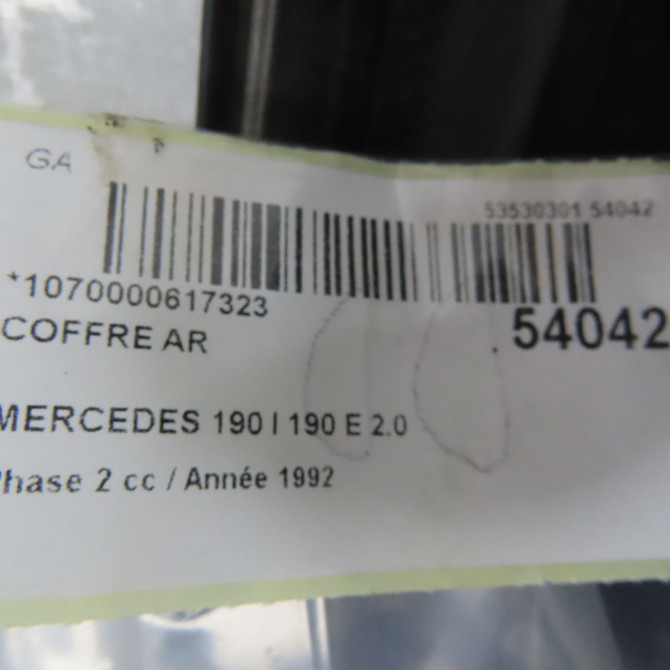 GA
53530301 54042
*1070000617323
54042
COFFRE AR
MERCEDES 190 I 190 E 2.0
Phase 2 cc / Année 1992